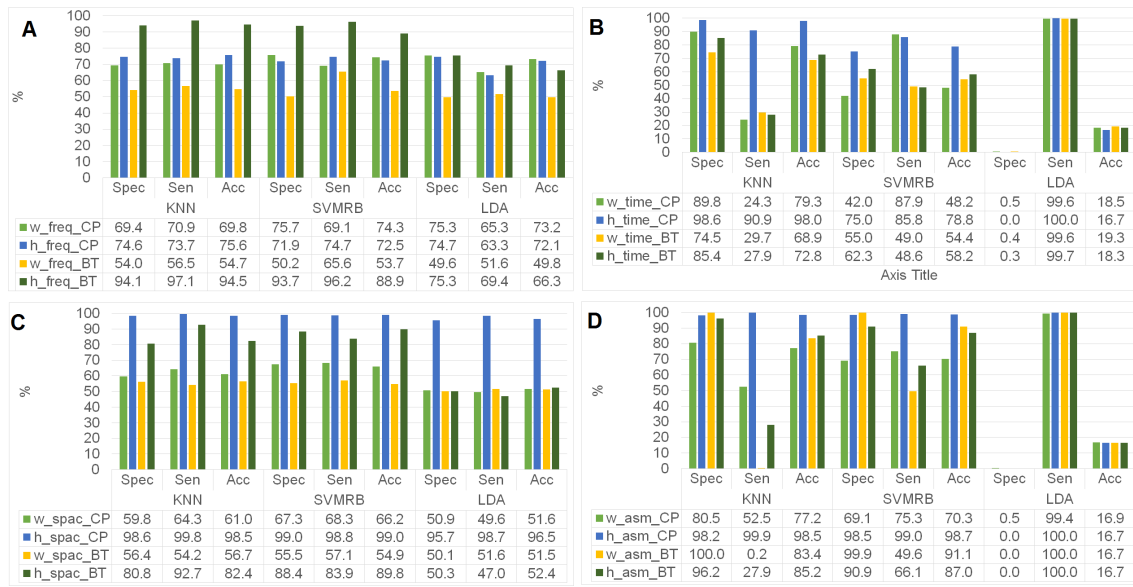 A
100
90
80
70
60
50
40
30
20
10
0
%
Spec Sen Acc Spec Sen Acc Spec Sen Acc
KNN SVMRB LDA
w_freq_CP 69.4 70.9 69.8 75.7 69.1 74.3 75.3 65.3 73.2
h_freq_CP 74.6 73.7 75.6 71.9 74.7 72.5 74.7 63.3 72.1
w_freq_BT 54.0 56.5 54.7 50.2 65.6 53.7 49.6 51.6 49.8
h_freq_BT 94.1 97.1 94.5 93.7 96.2 88.9 75.3 69.4 66.3
B
100
90
80
70
60
50
40
30
20
10
0
%
Spec Sen Acc Spec Sen Acc Spec Sen Acc
KNN SVMRB LDA
w_time_CP 89.8 24.3 79.3 42.0 87.9 48.2 0.5 99.6 18.5
h_time_CP 98.6 90.9 98.0 75.0 85.8 78.8 0.0 100.0 16.7
w_time_BT 74.5 29.7 68.9 55.0 49.0 54.4 0.4 99.6 19.3
h_time_BT 85.4 27.9 72.8 62.3 48.6 58.2 0.3 99.7 18.3
Axis Title
C
100
90
80
70
60
50
40
30
20
10
0
%
Spec Sen Acc Spec Sen Acc Spec Sen Acc
KNN SVMRB LDA
w_spac_CP 59.8 64.3 61.0 67.3 68.3 66.2 50.9 49.6 51.6
h_spac_CP 98.6 99.8 98.5 99.0 98.8 99.0 95.7 98.7 96.5
w_spac_BT 56.4 54.2 56.7 55.5 57.1 54.9 50.1 51.6 51.5
h_spac_BT 80.8 92.7 82.4 88.4 83.9 89.8 50.3 47.0 52.4
D
100
90
80
70
60
50
40
30
20
10
0
%
Spec Sen Acc Spec Sen Acc Spec Sen Acc
KNN SVMRB LDA
w_asm_CP 80.5 52.5 77.2 69.1 75.3 70.3 0.5 99.4 16.9
h_asm_CP 98.2 99.9 98.5 98.5 99.0 98.7 0.0 100.0 16.7
w_asm_BT 100.0 0.2 83.4 99.9 49.6 91.1 0.0 100.0 16.7
h_asm_BT 96.2 27.9 85.2 90.9 66.1 87.0 0.0 100.0 16.7